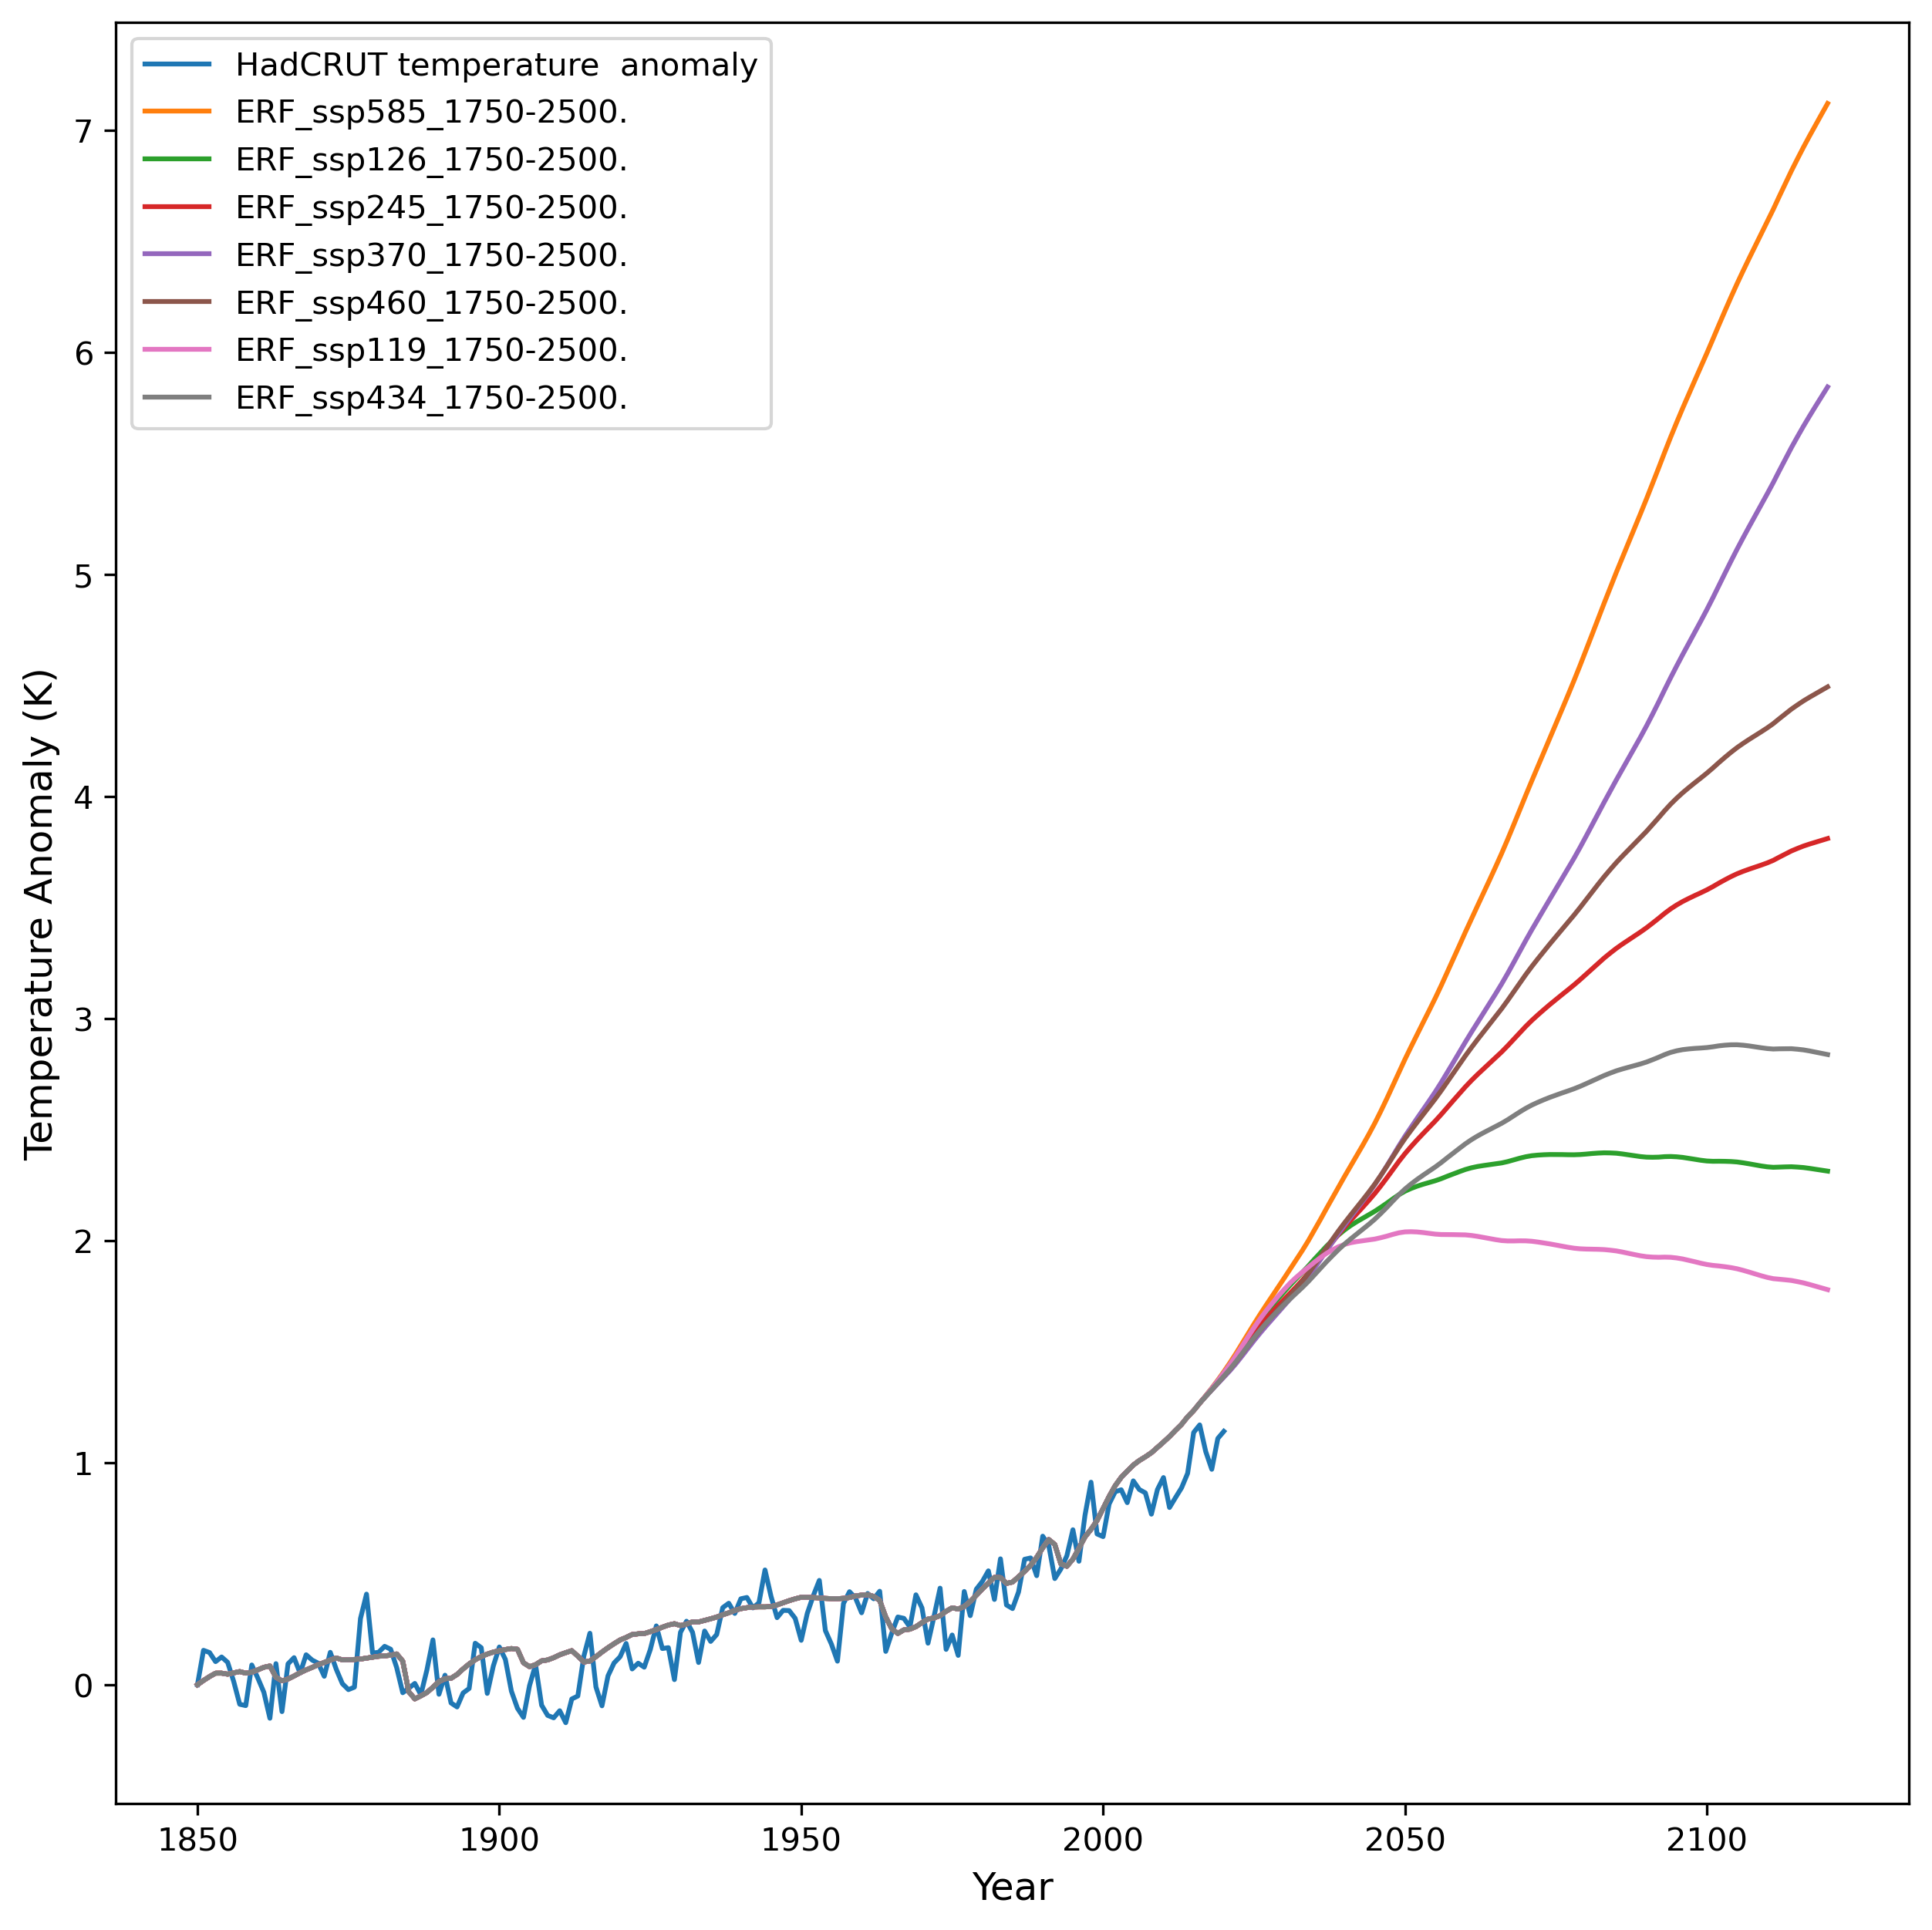 HadCRUT temperature  anomaly
ERF_ssp585_1750-2500.
ERF_ssp126_1750-2500.
ERF_ssp245_1750-2500.
ERF_ssp370_1750-2500.
ERF_ssp460_1750-2500.
ERF_ssp119_1750-2500.
ERF_ssp434_1750-2500.
7
6
5
4
3
2
1
0
Temperature Anomaly (K)
1850 1900 1950 2000 2050 2100
Year